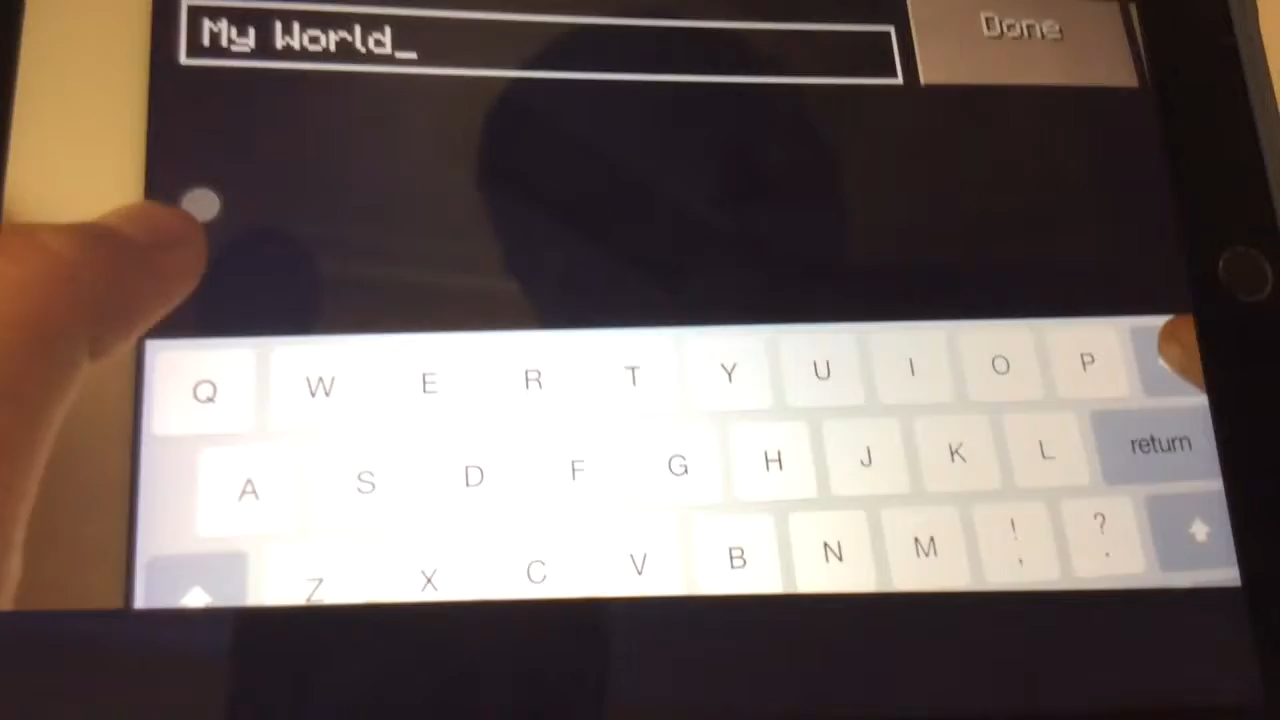 My World_
Done
Q W E R T Y U I O P
A S D F G H J K L return
Z X C V B N M ! , ? .